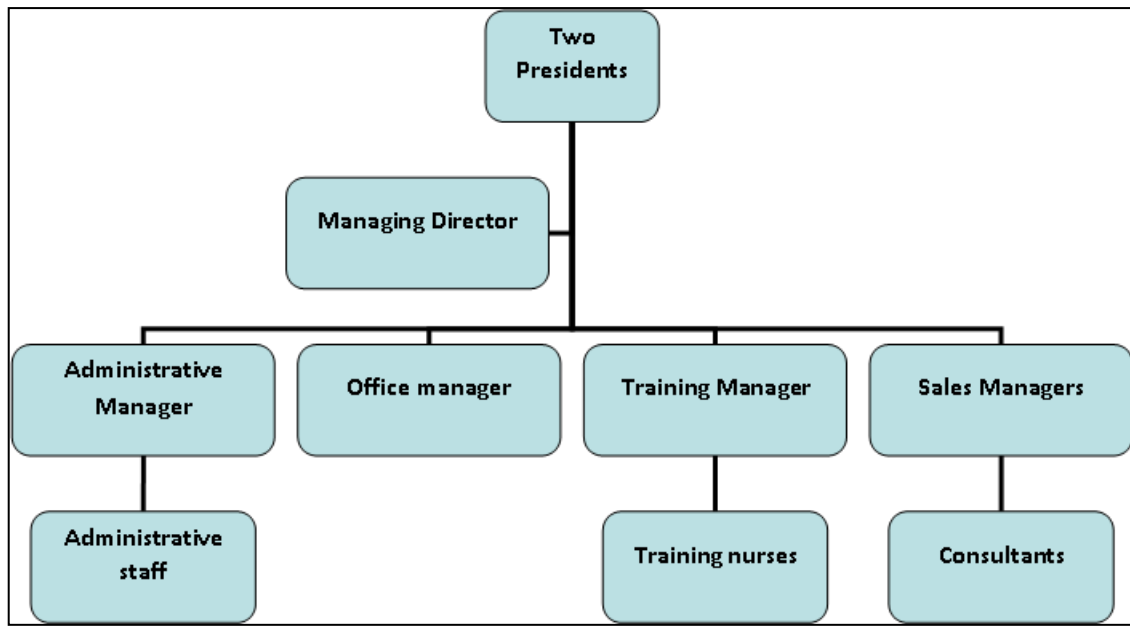 Two
Presidents
Managing Director
Administrative
Manager
Office manager
Training Manager
Sales Managers
Administrative
staff
Training nurses
Consultants